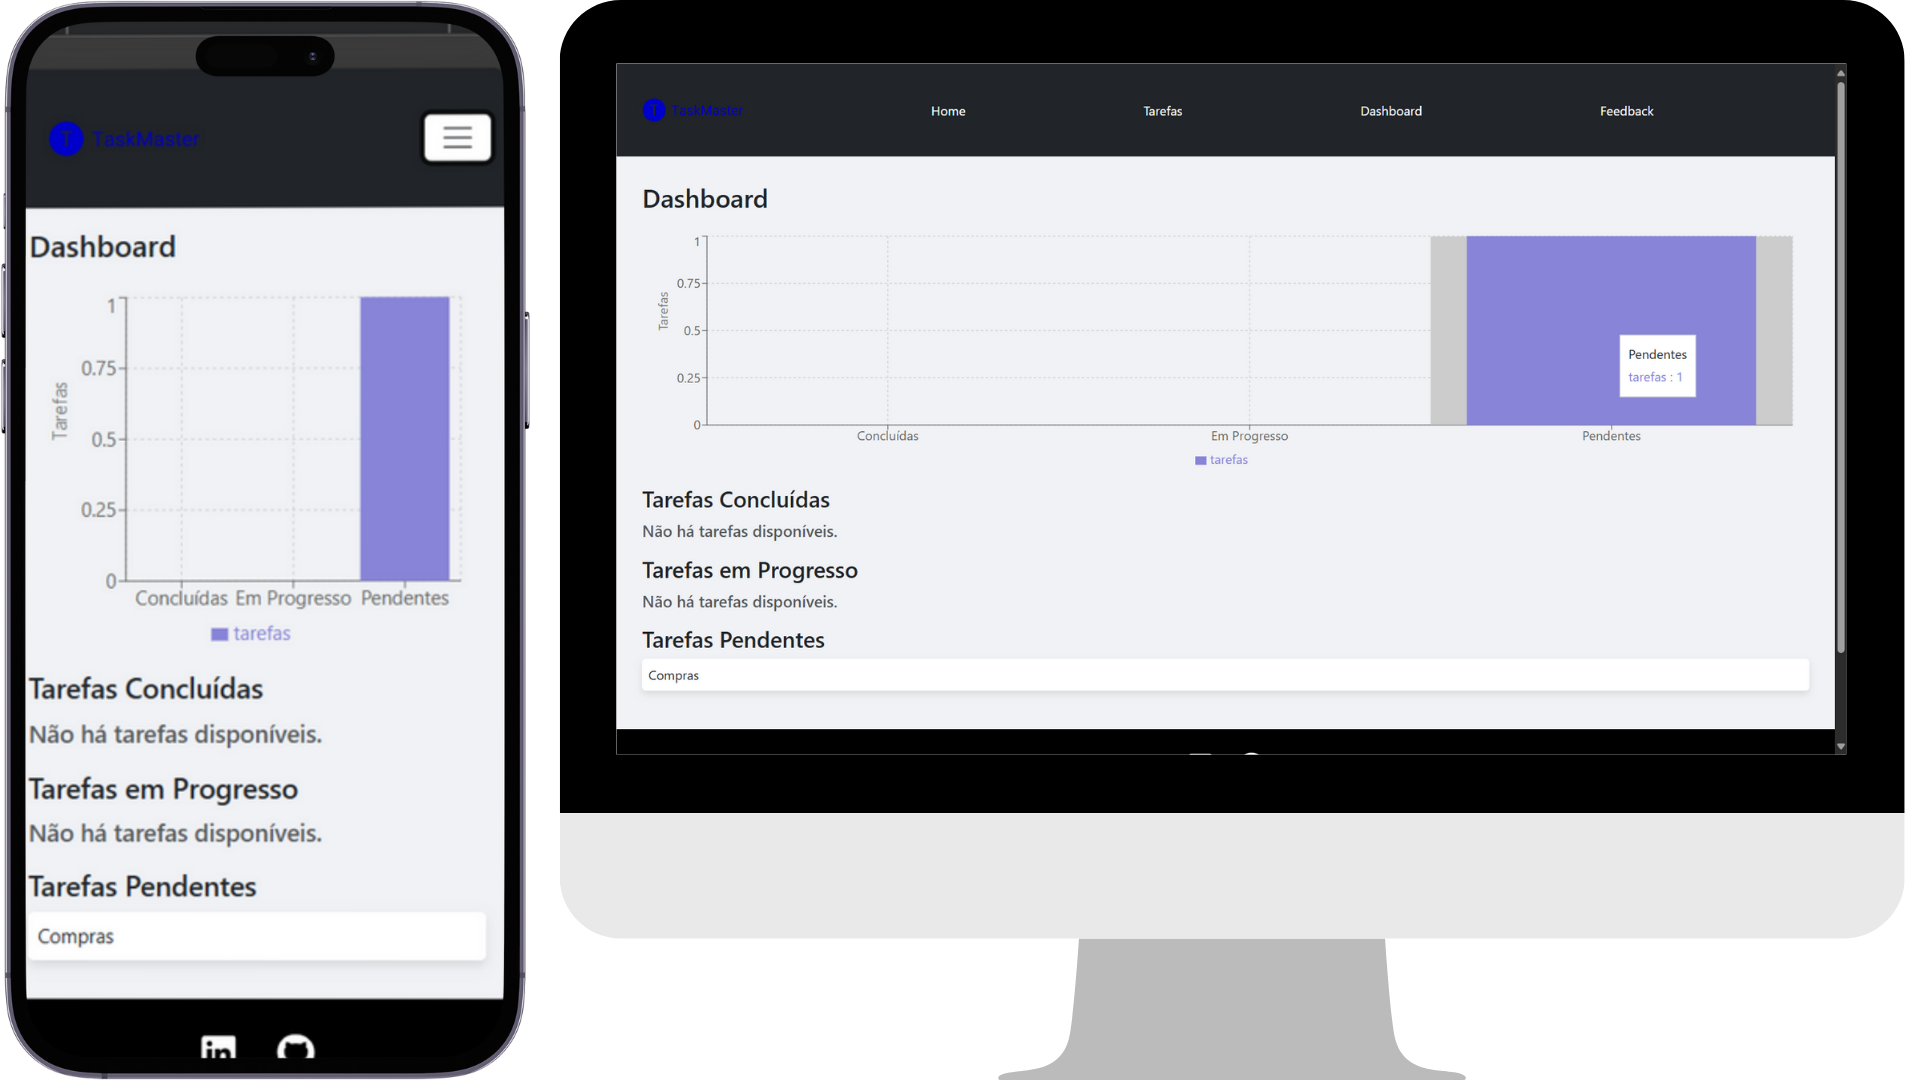 T TaskMaster
Dashboard
1
0.75
0.5
0.25
0
Tarefas
Concluídas Em Progresso Pendentes
tarefas
Tarefas Concluídas
Não há tarefas disponíveis.
Tarefas em Progresso
Não há tarefas disponíveis.
Tarefas Pendentes
Compras
in
T TaskMaster Home Tarefas Dashboard Feedback
Dashboard
1
0.75
0.5
0.25
0
Tarefas
Pendentes
tarefas : 1
Concluídas Em Progresso Pendentes
tarefas
Tarefas Concluídas
Não há tarefas disponíveis.
Tarefas em Progresso
Não há tarefas disponíveis.
Tarefas Pendentes
Compras